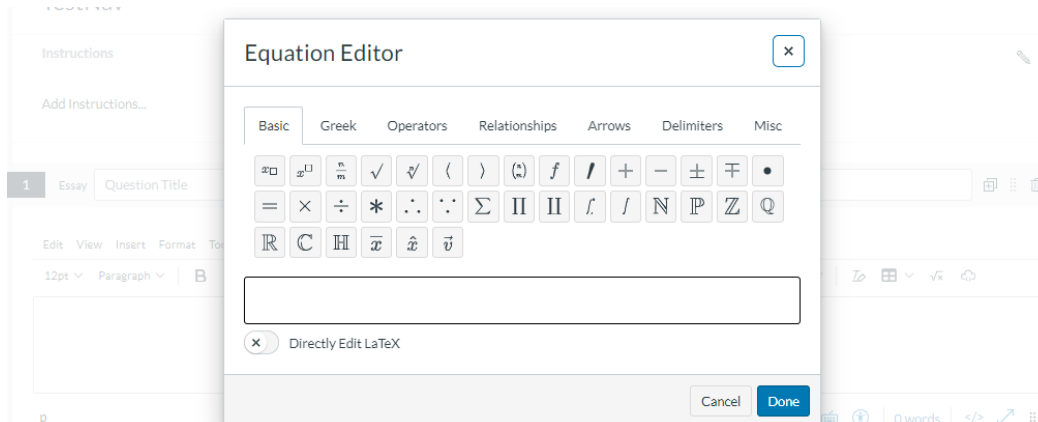 TestNav
Equation Editor
Instructions
Add Instructions...
Basic Greek Operators Relationships Arrows Delimiters Misc
x□ x□ n/m √ ⁿ√ ⟨ ⟩ (n m) f ′ + − ± ∓ •
= × ÷ * ∴ ∵ Σ ∏ ∐ ∫ ∫ ℕ ℙ ℤ ℚ
ℝ ℂ ℍ x̅ x̂ v⃗
1 Essay Question Title
Edit View Insert Format
12pt Paragraph B
Directly Edit LaTeX
Cancel Done
p 0 words </>